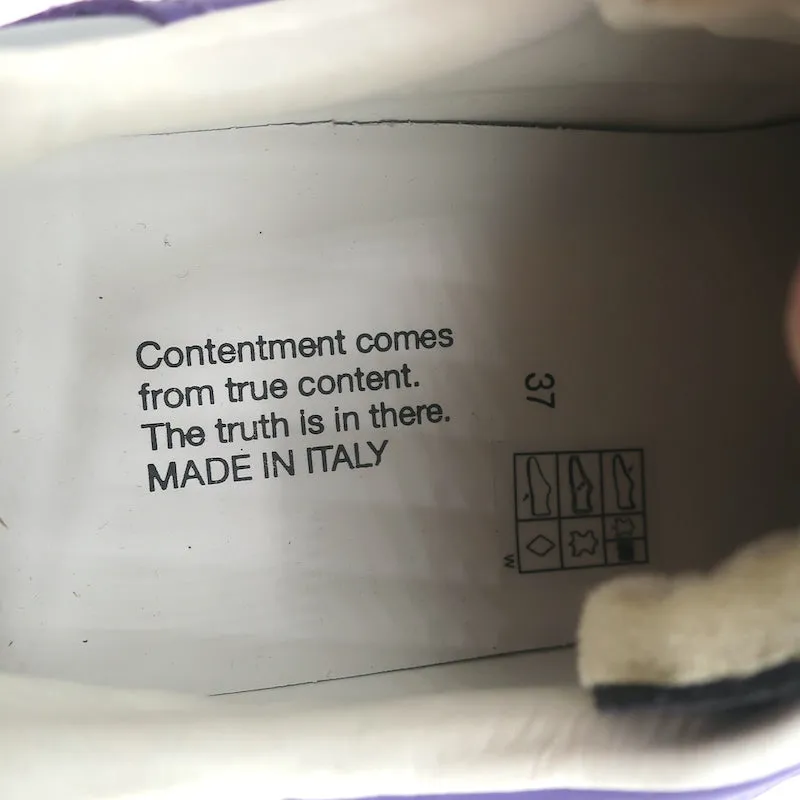 Contentment comes
from true content.
The truth is in there.
MADE IN ITALY
37
W